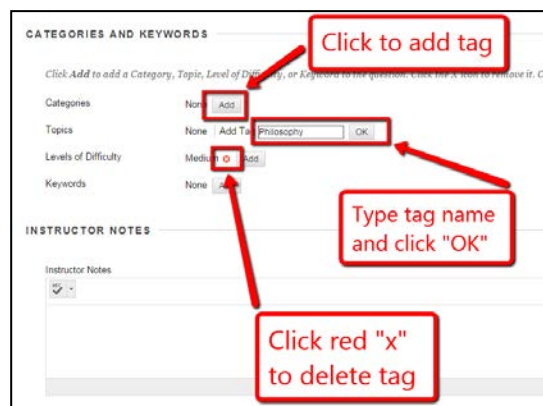 CATEGORIES AND KEYWORDS
Click to add tag
Click Add to add a Category, Topic, Level of Difficulty, or Keyword to the question. Click the X icon to remove it. C
Categories None Add
Topics None Add Tag Philosophy OK
Levels of Difficulty Medium Add
Keywords None
Type tag name
and click "OK"
INSTRUCTOR NOTES
Instructor Notes
Click red "x"
to delete tag